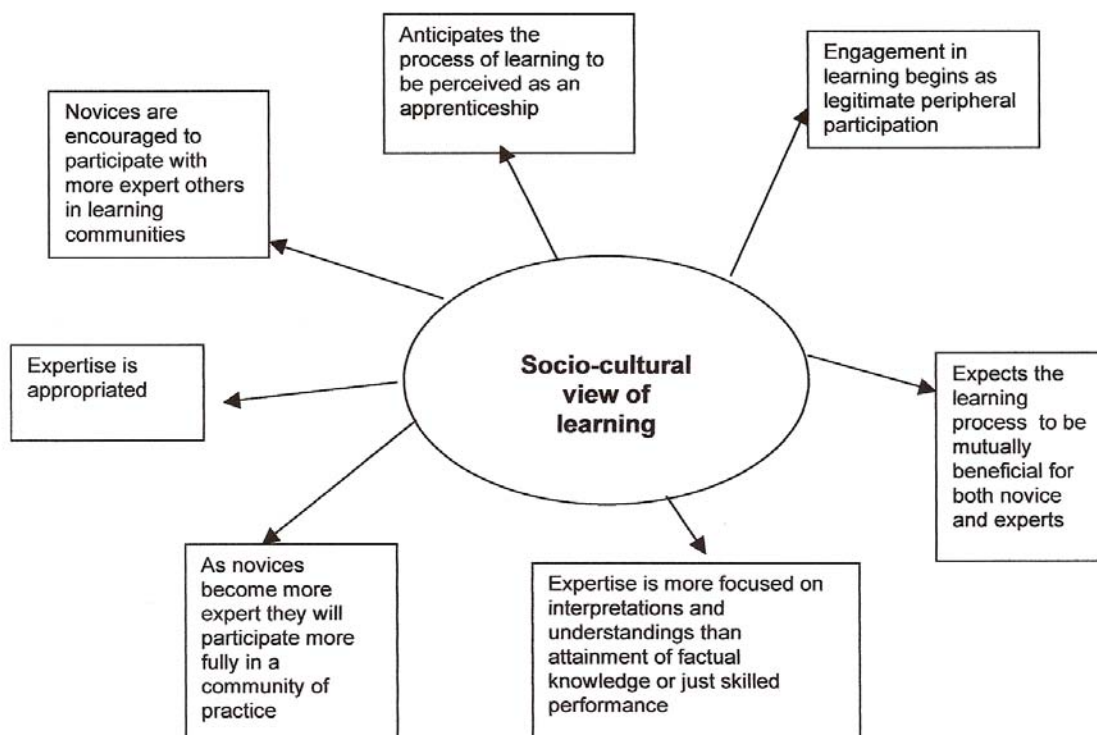 Anticipates the
process of learning to
be perceived as an
apprenticeship
Engagement in
learning begins as
legitimate peripheral
participation
Novices are
encouraged to
participate with
more expert others
in learning
communities
Socio-cultural
view of
learning
Expertise is
appropriated
Expects the
learning
process to be
mutually
beneficial for
both novice
and experts
As novices
become more
expert they will
participate more
fully in a
community of
practice
Expertise is more focused on
interpretations and
understandings than
attainment of factual
knowledge or just skilled
performance